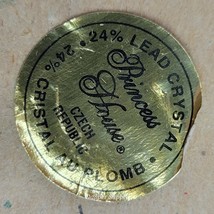 • 24% LEAD CRYSTAL •
Princess
House®
CZECH
REPUBLIC
24% CRISTAL AU PLOMB